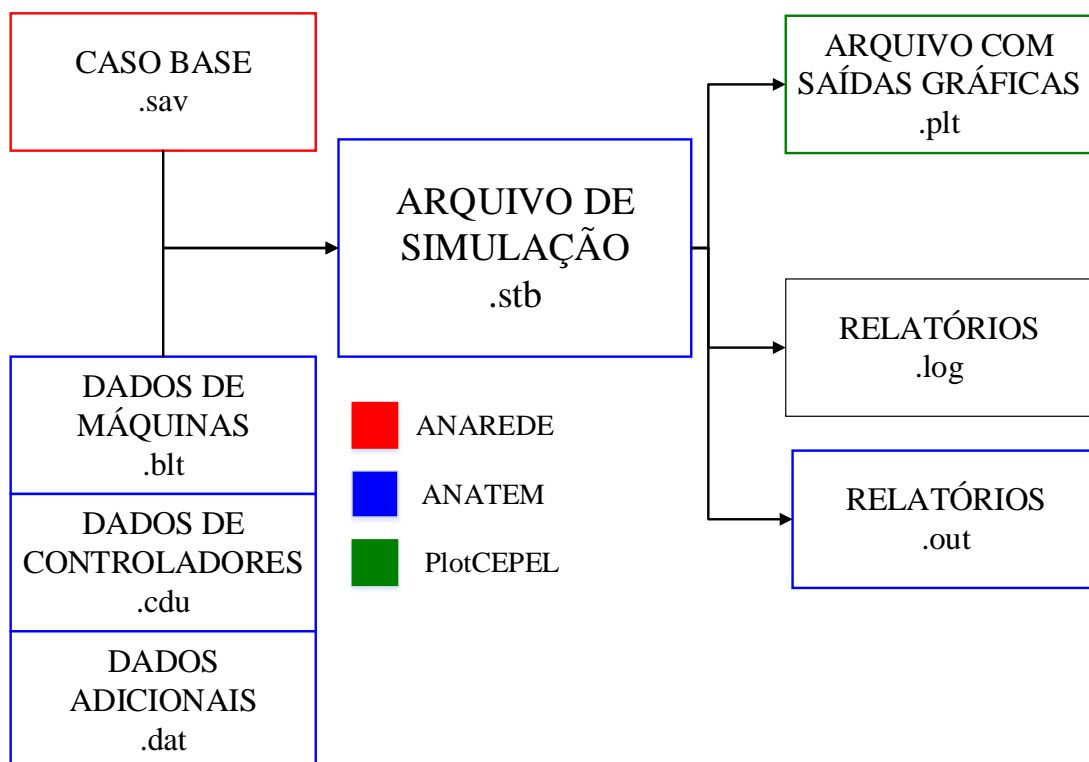 CASO BASE
.sav
ARQUIVO DE
SIMULAÇÃO
.stb
ARQUIVO COM
SAÍDAS GRÁFICAS
.plt
RELATÓRIOS
.log
RELATÓRIOS
.out
DADOS DE
MÁQUINAS
.blt
DADOS DE
CONTROLADORES
.cdu
DADOS
ADICIONAIS
.dat
ANAREDE
ANATEM
PlotCEPEL